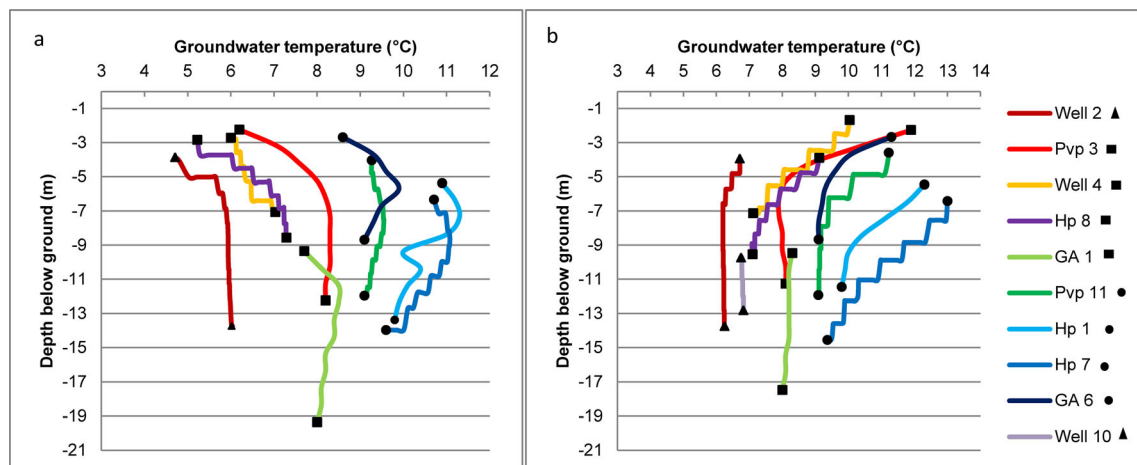 a
Groundwater temperature (°C)
3 4 5 6 7 8 9 10 11 12
-1
-3
-5
-7
-9
-11
-13
-15
-17
-19
-21
Depth below ground (m)
b
Groundwater temperature (°C)
3 4 5 6 7 8 9 10 11 12 13 14
-1
-3
-5
-7
-9
-11
-13
-15
-17
-19
-21
Depth below ground (m)
Well 2
Pvp 3
Well 4
Hp 8
GA 1
Pvp 11
Hp 1
Hp 7
GA 6
Well 10